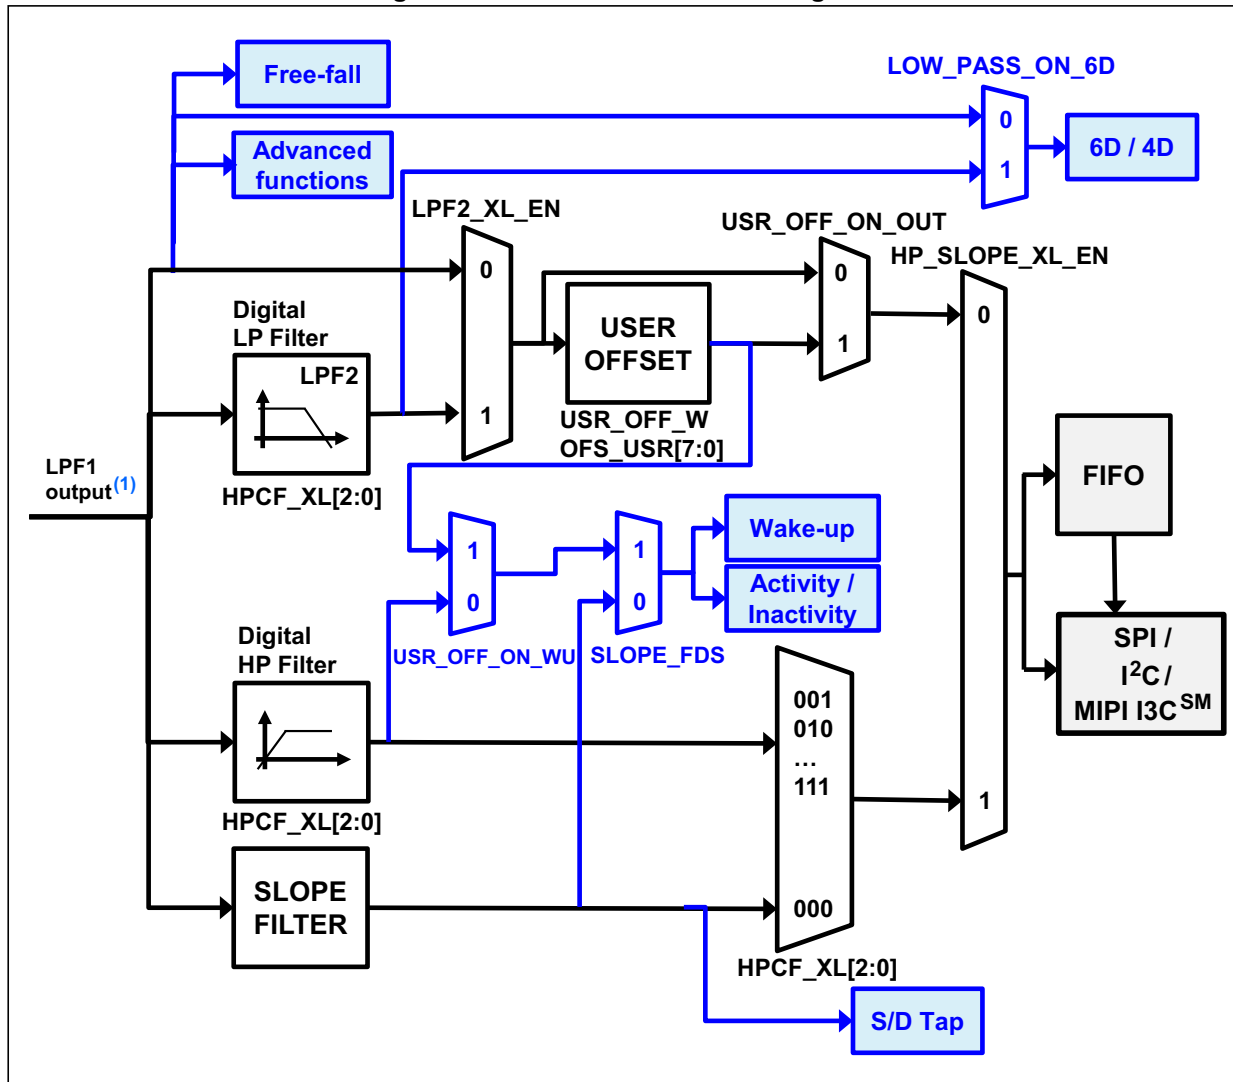 Free-fall
LOW_PASS_ON_6D
0
1
6D / 4D
Advanced
functions
LPF2_XL_EN
0
1
USR_OFF_ON_OUT
0
1
HP_SLOPE_XL_EN
0
1
Digital
LP Filter
LPF2
HPCF_XL[2:0]
USER
OFFSET
USR_OFF_W
OFS_USR[7:0]
LPF1
output(1)
FIFO
1
0
USR_OFF_ON_WU
1
0
SLOPE_FDS
Wake-up
Activity /
Inactivity
SPI /
I2C /
MIPI I3CSM
Digital
HP Filter
HPCF_XL[2:0]
001
010
...
111
000
HPCF_XL[2:0]
SLOPE
FILTER
S/D Tap